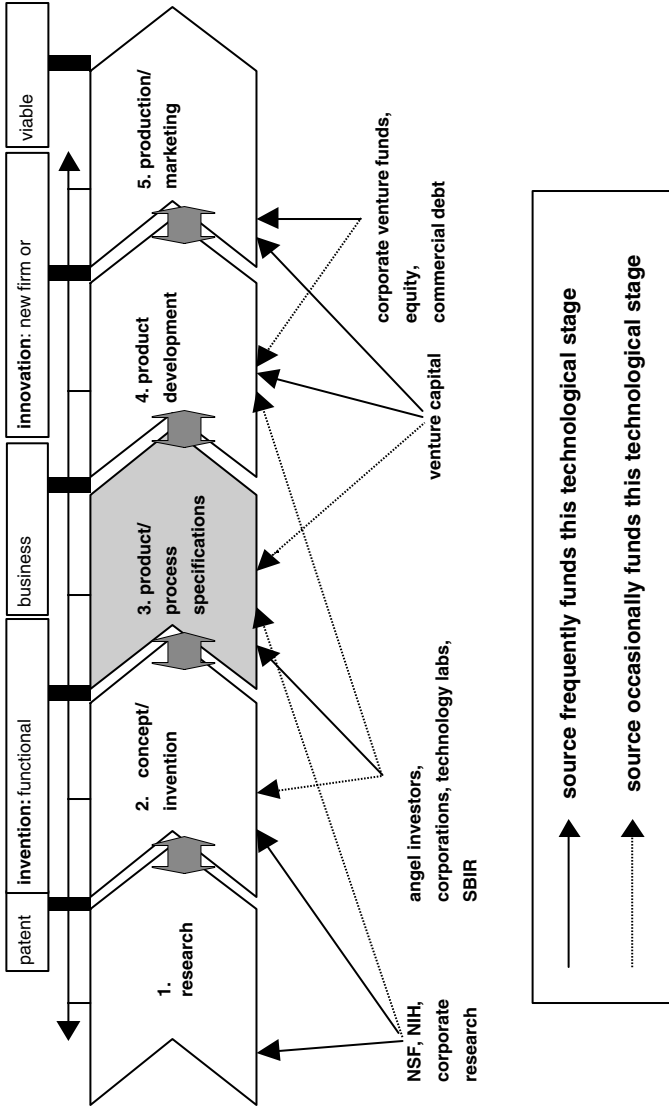 patent
invention: functional
business
innovation: new firm or
viable
1.
research
2. concept/
invention
3. product/
process
specifications
4. product
development
5. production/
marketing
NSF, NIH,
corporate
research
angel investors,
corporations, technology labs,
SBIR
venture capital
corporate venture funds,
equity,
commercial debt
source frequently funds this technological stage
source occasionally funds this technological stage